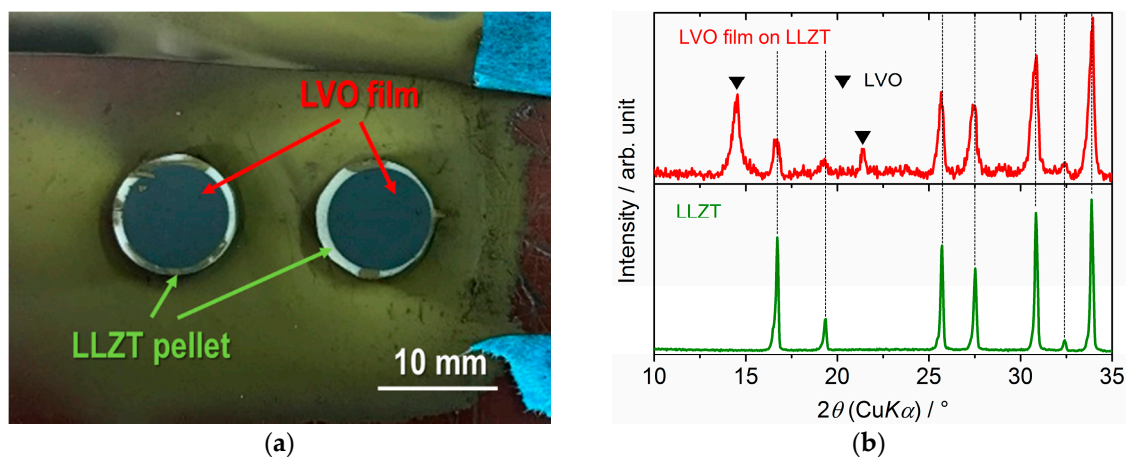 LVO film
LLZT pellet
10 mm
(a)
LVO film on LLZT
▼ LVO
LLZT
Intensity / arb. unit
10 15 20 25 30 35
2θ (CuKα) / °
(b)